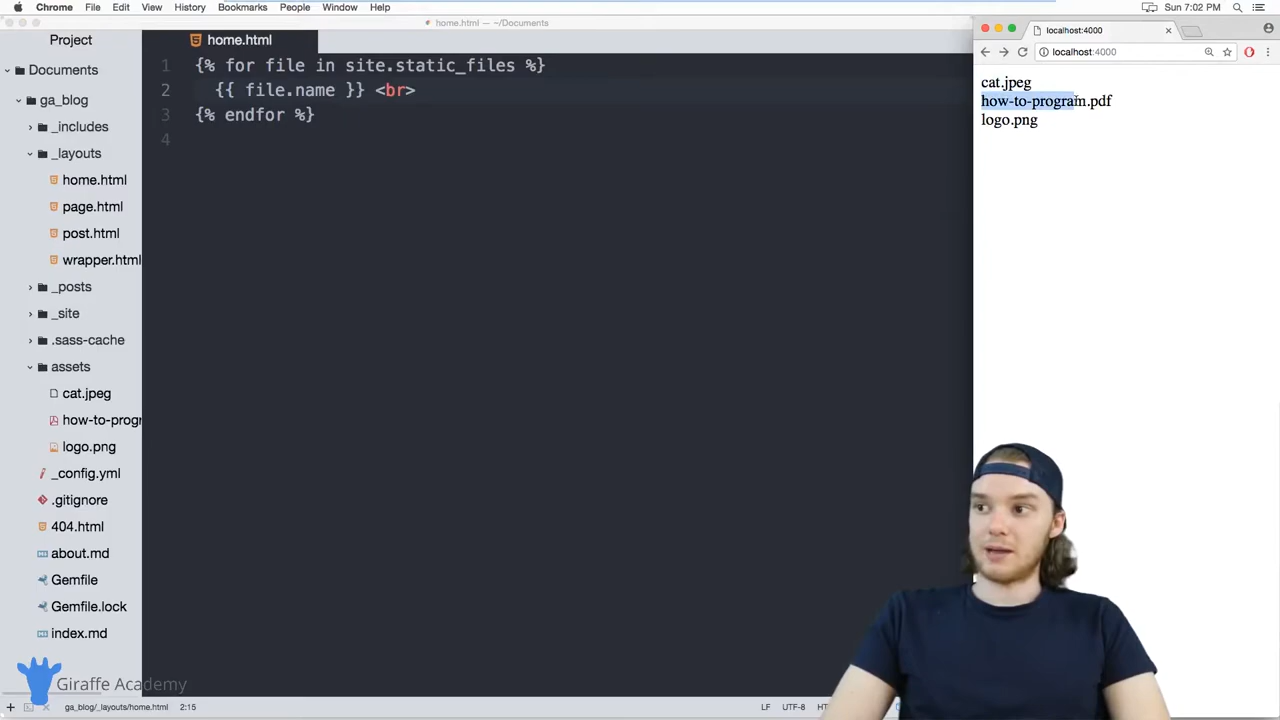 Chrome File Edit View History Bookmarks People Window Help Sun 7:02 PM
home.html — ~/Documents
Project
Documents
ga_blog
_includes
_layouts
home.html
page.html
post.html
wrapper.html
_posts
_site
.sass-cache
assets
cat.jpeg
how-to-progr
logo.png
_config.yml
.gitignore
404.html
about.md
Gemfile
Gemfile.lock
index.md
home.html
1 {% for file in site.static_files %}
2 {{ file.name }} <br>
3 {% endfor %}
4
localhost:4000
localhost:4000
cat.jpeg
how-to-program.pdf
logo.png
Giraffe Academy
ga_blog/_layouts/home.html 2:15 LF UTF-8